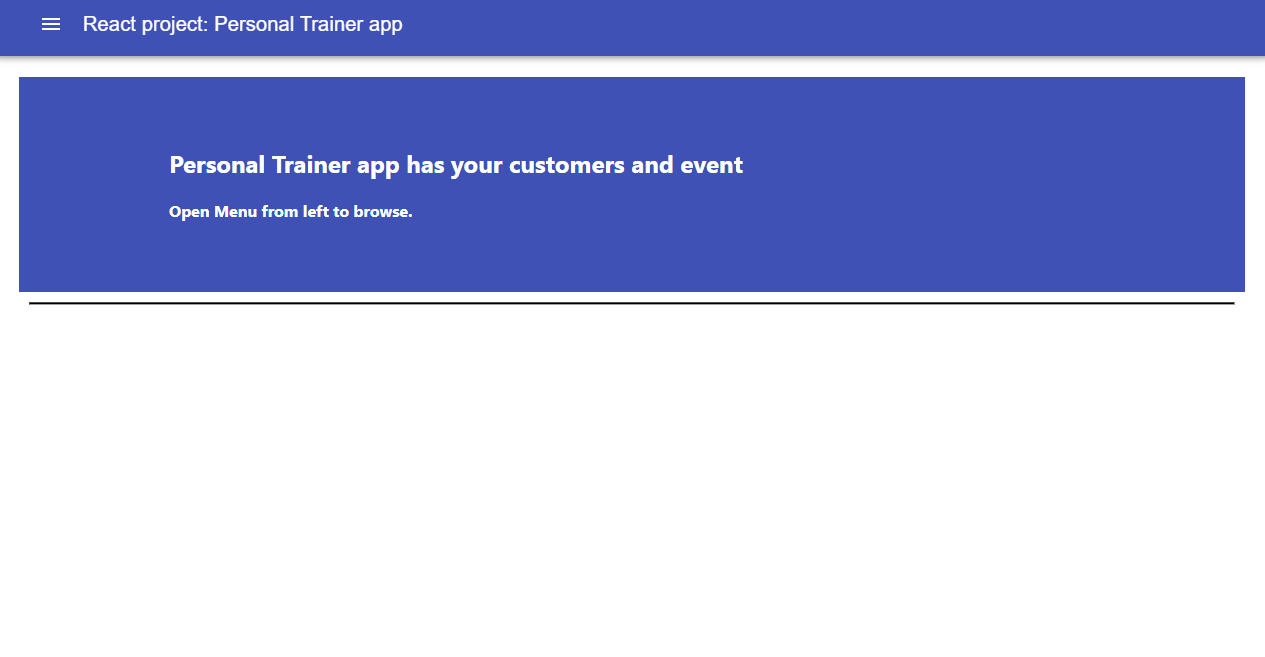 React project: Personal Trainer app
Personal Trainer app has your customers and event
Open Menu from left to browse.